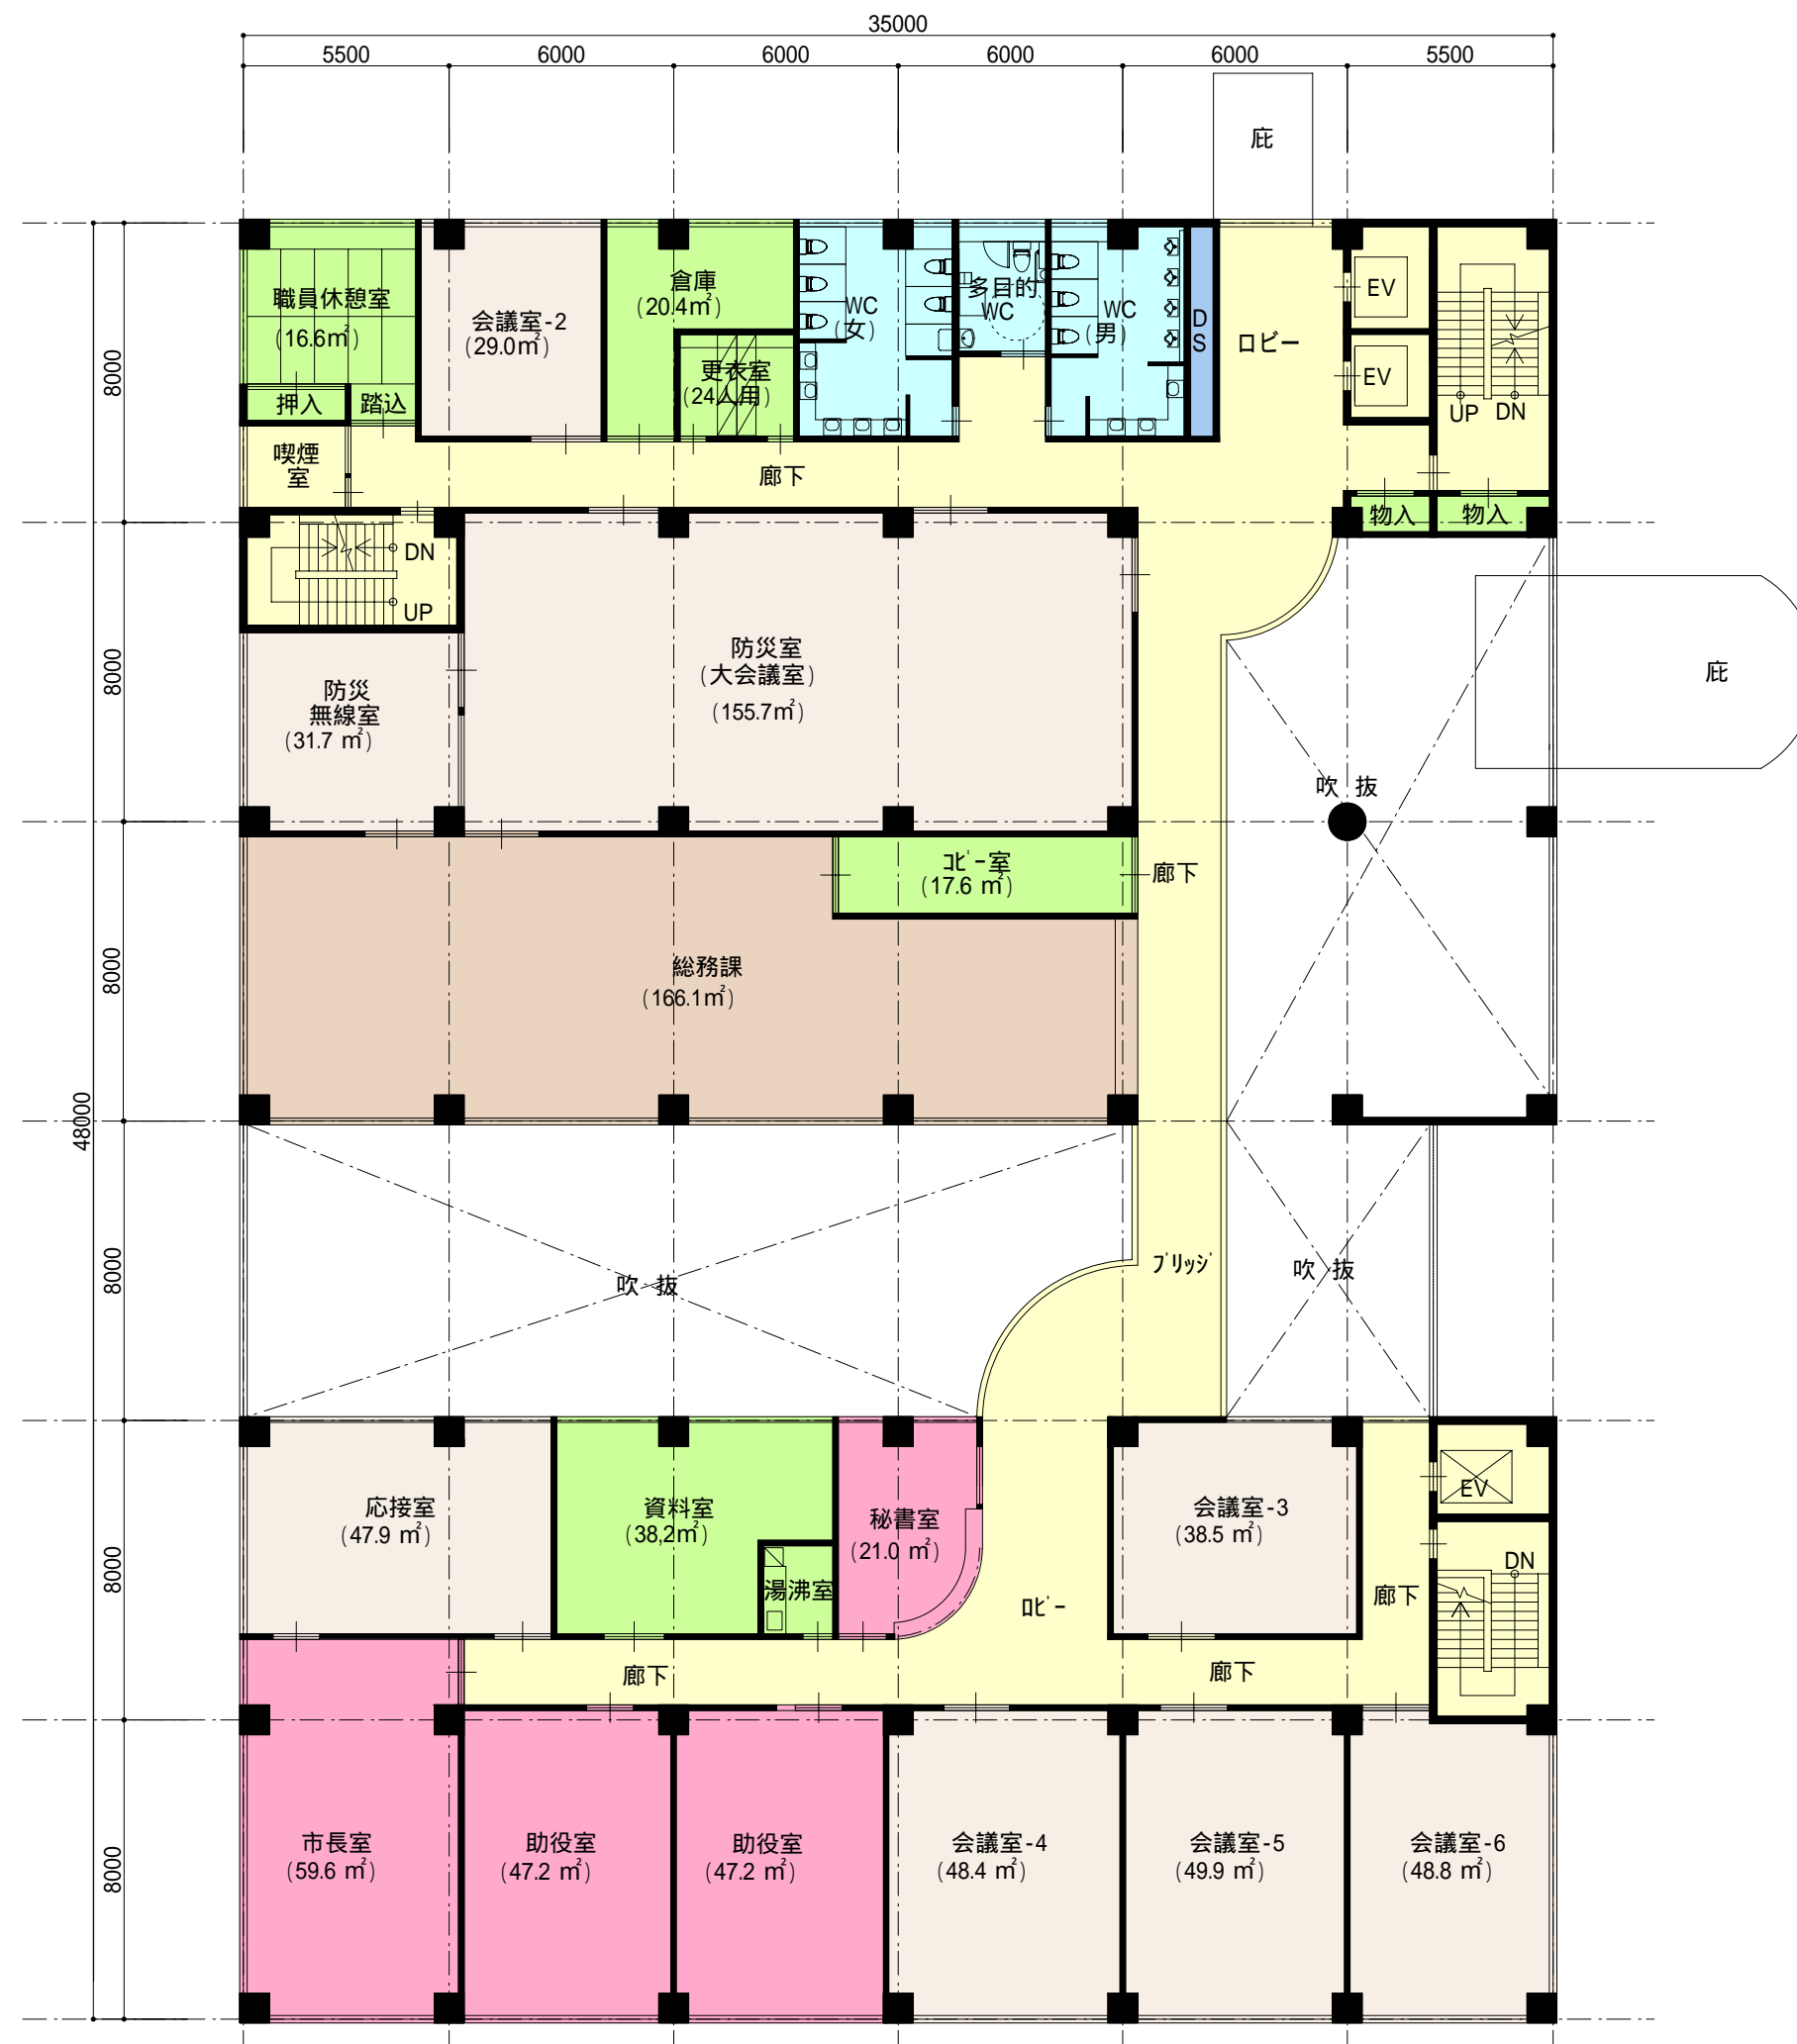 35000
5500 6000 6000 6000 6000 5500
庇
職員休憩室
(16.6㎡)
会議室-2
(29.0㎡)
倉庫
(20.4㎡)
更衣室
(24人用)
WC
(女)
多目的
WC
WC
(男)
DS
ロビー
EV
EV
UP DN
押入
踏込
喫煙
室
廊下
物入
物入
8000
DN
UP
防災室
(大会議室)
(155.7㎡)
防災
無線室
(31.7 ㎡)
庇
吹 抜
8000
コピー室
(17.6 ㎡)
廊下
総務課
(166.1㎡)
8000
48000
吹 抜
ブリッジ
吹 抜
8000
応接室
(47.9 ㎡)
資料室
(38,2㎡)
湯沸室
秘書室
(21.0 ㎡)
ロビー
会議室-3
(38.5 ㎡)
EV
DN
廊下
廊下
廊下
8000
市長室
(59.6 ㎡)
助役室
(47.2 ㎡)
助役室
(47.2 ㎡)
会議室-4
(48.4 ㎡)
会議室-5
(49.9 ㎡)
会議室-6
(48.8 ㎡)
8000